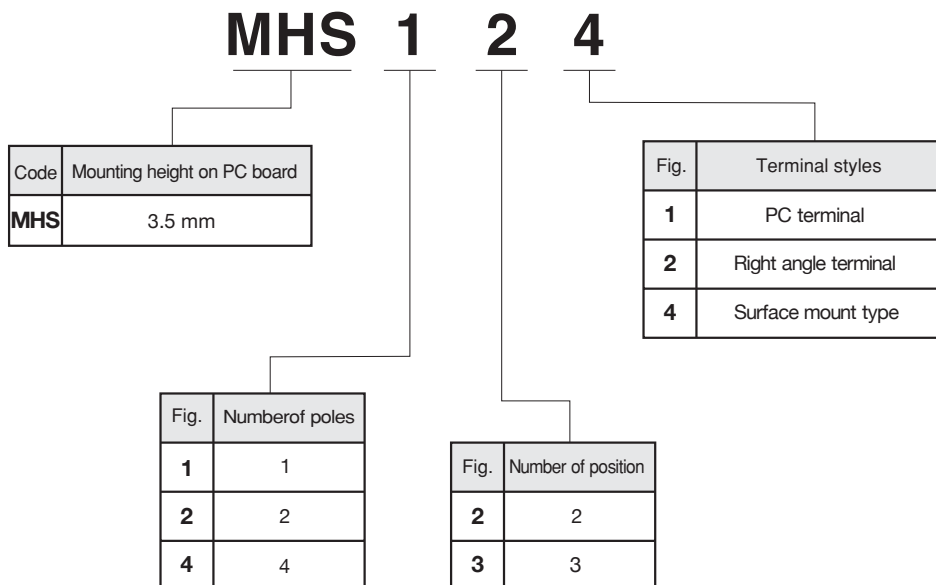 MHS 1 2 4
Code Mounting height on PC board
MHS 3.5 mm
Fig. Terminal styles
1 PC terminal
2 Right angle terminal
4 Surface mount type
Fig. Numberof poles
1 1
2 2
4 4
Fig. Number of position
2 2
3 3